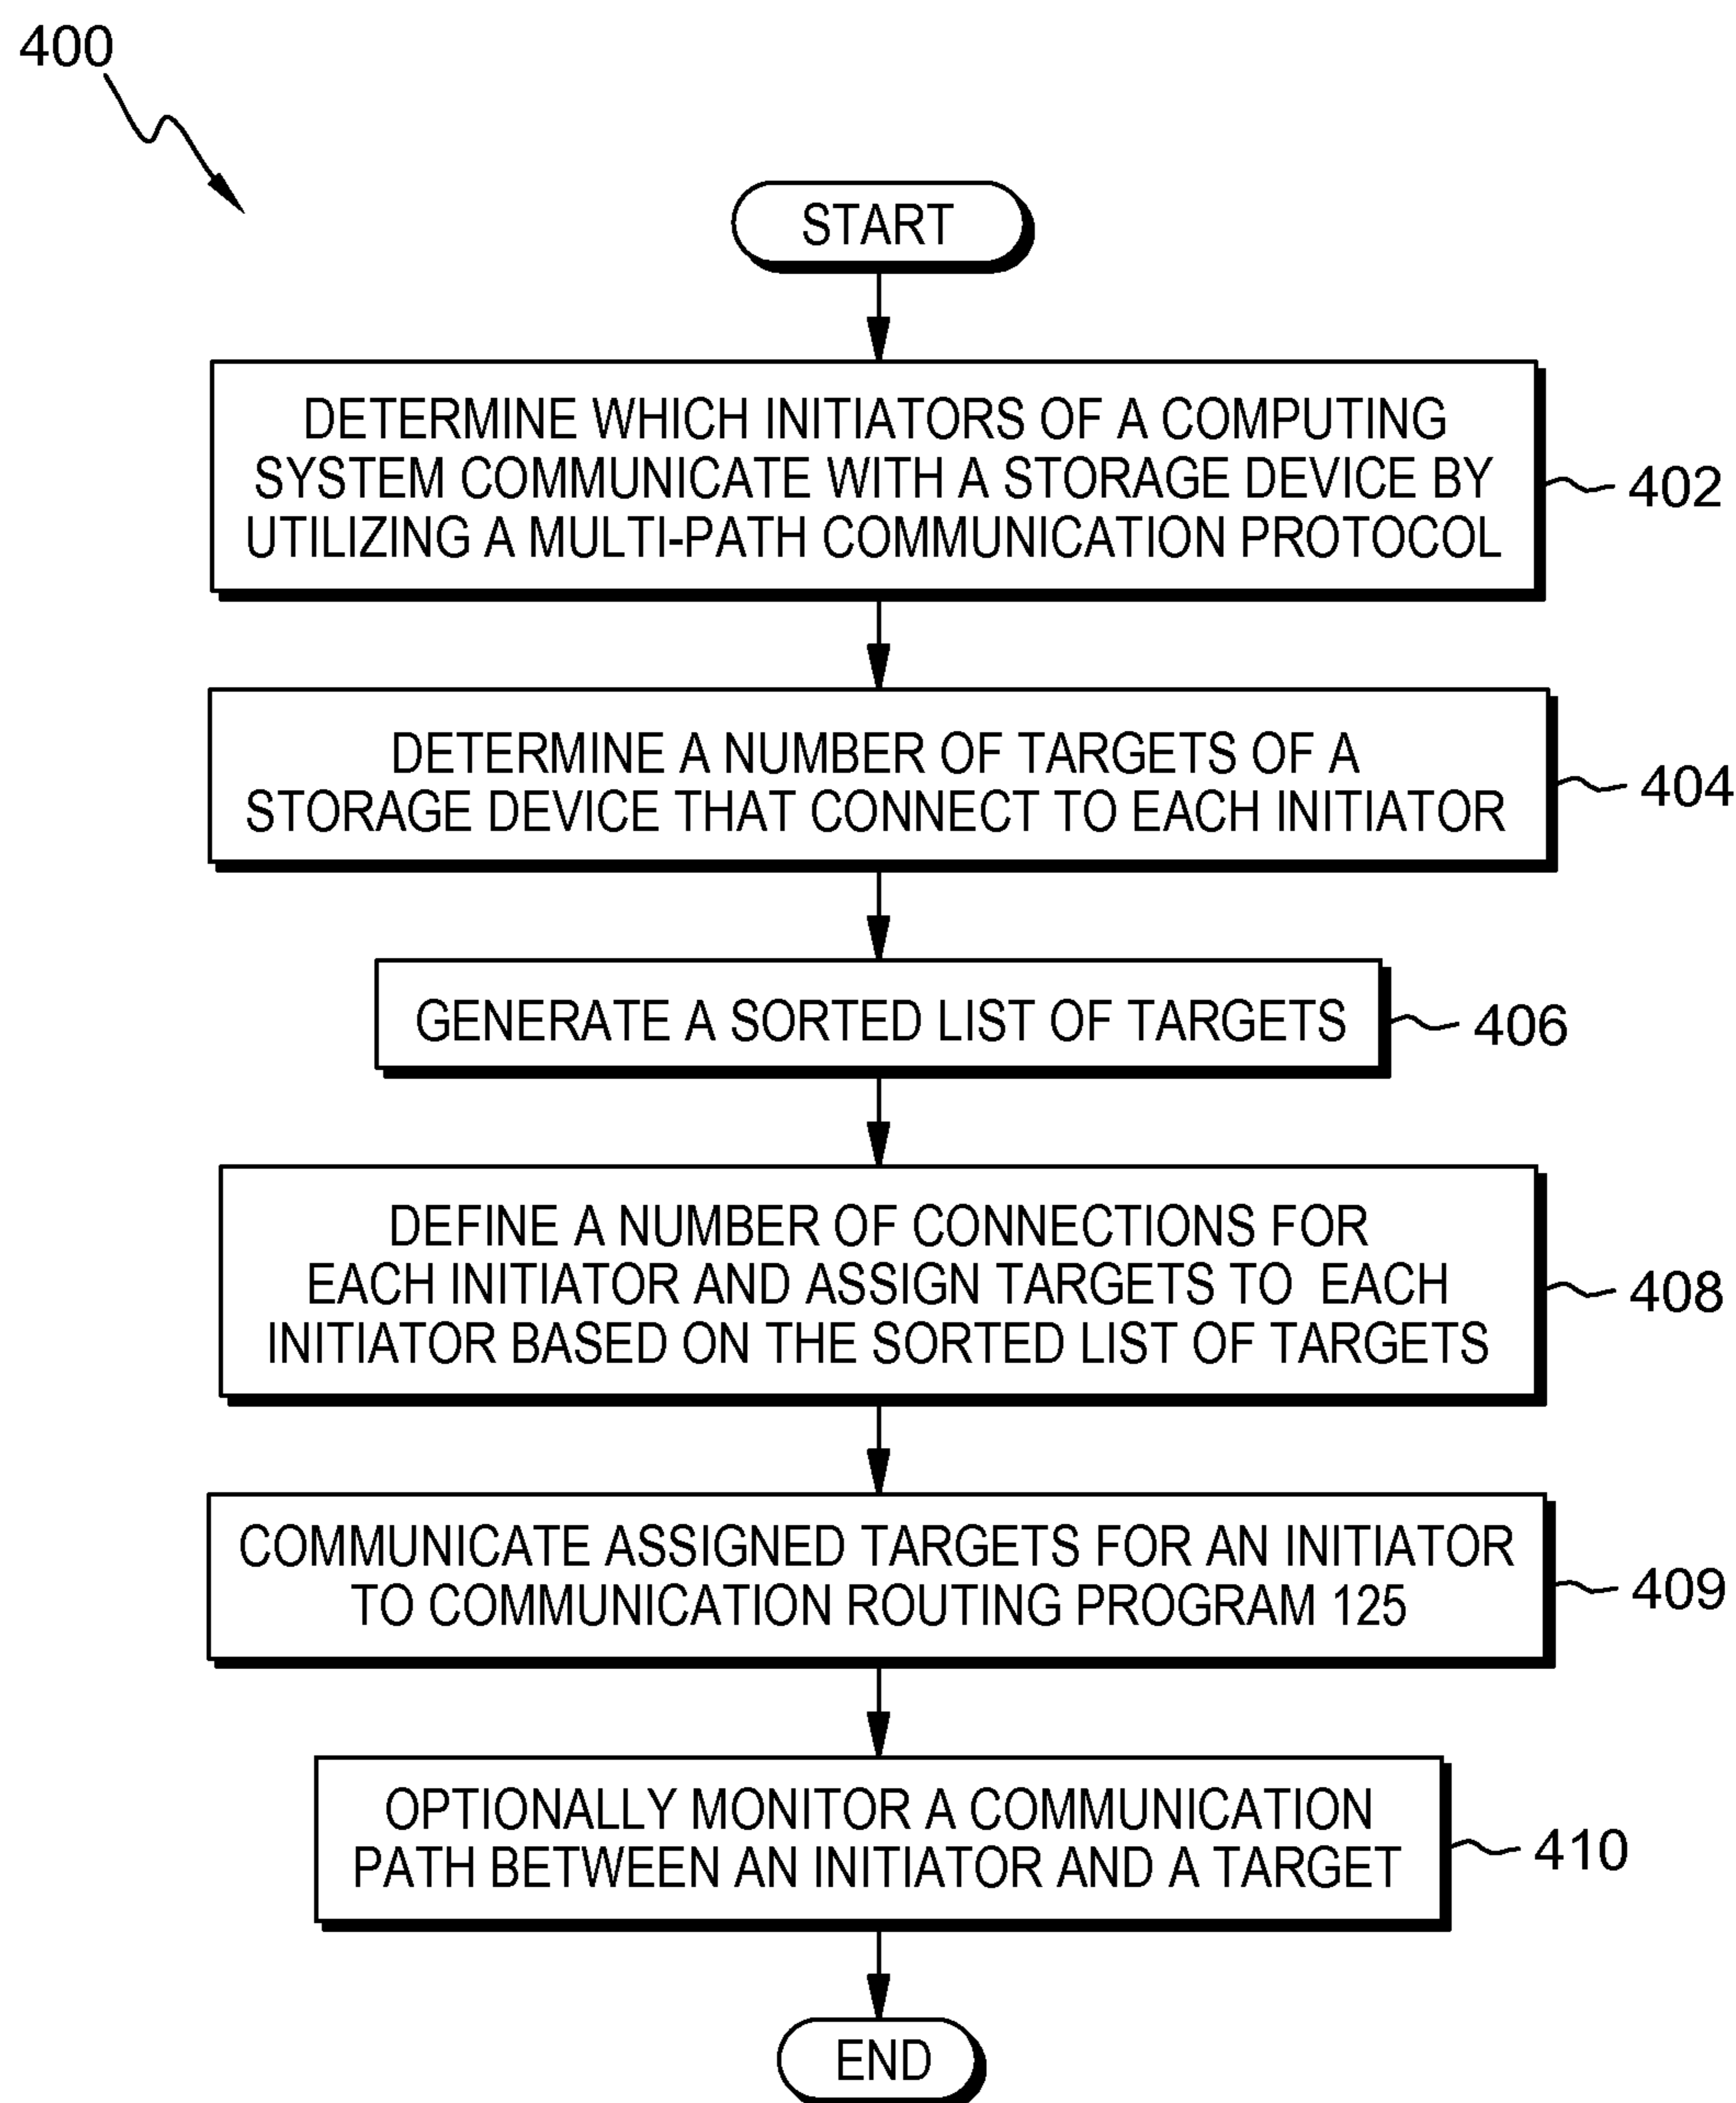 400
START
DETERMINE WHICH INITIATORS OF A COMPUTING
SYSTEM COMMUNICATE WITH A STORAGE DEVICE BY
UTILIZING A MULTI-PATH COMMUNICATION PROTOCOL
402
DETERMINE A NUMBER OF TARGETS OF A
STORAGE DEVICE THAT CONNECT TO EACH INITIATOR
404
GENERATE A SORTED LIST OF TARGETS
406
DEFINE A NUMBER OF CONNECTIONS FOR
EACH INITIATOR AND ASSIGN TARGETS TO EACH
INITIATOR BASED ON THE SORTED LIST OF TARGETS
408
COMMUNICATE ASSIGNED TARGETS FOR AN INITIATOR
TO COMMUNICATION ROUTING PROGRAM 125
409
OPTIONALLY MONITOR A COMMUNICATION
PATH BETWEEN AN INITIATOR AND A TARGET
410
END